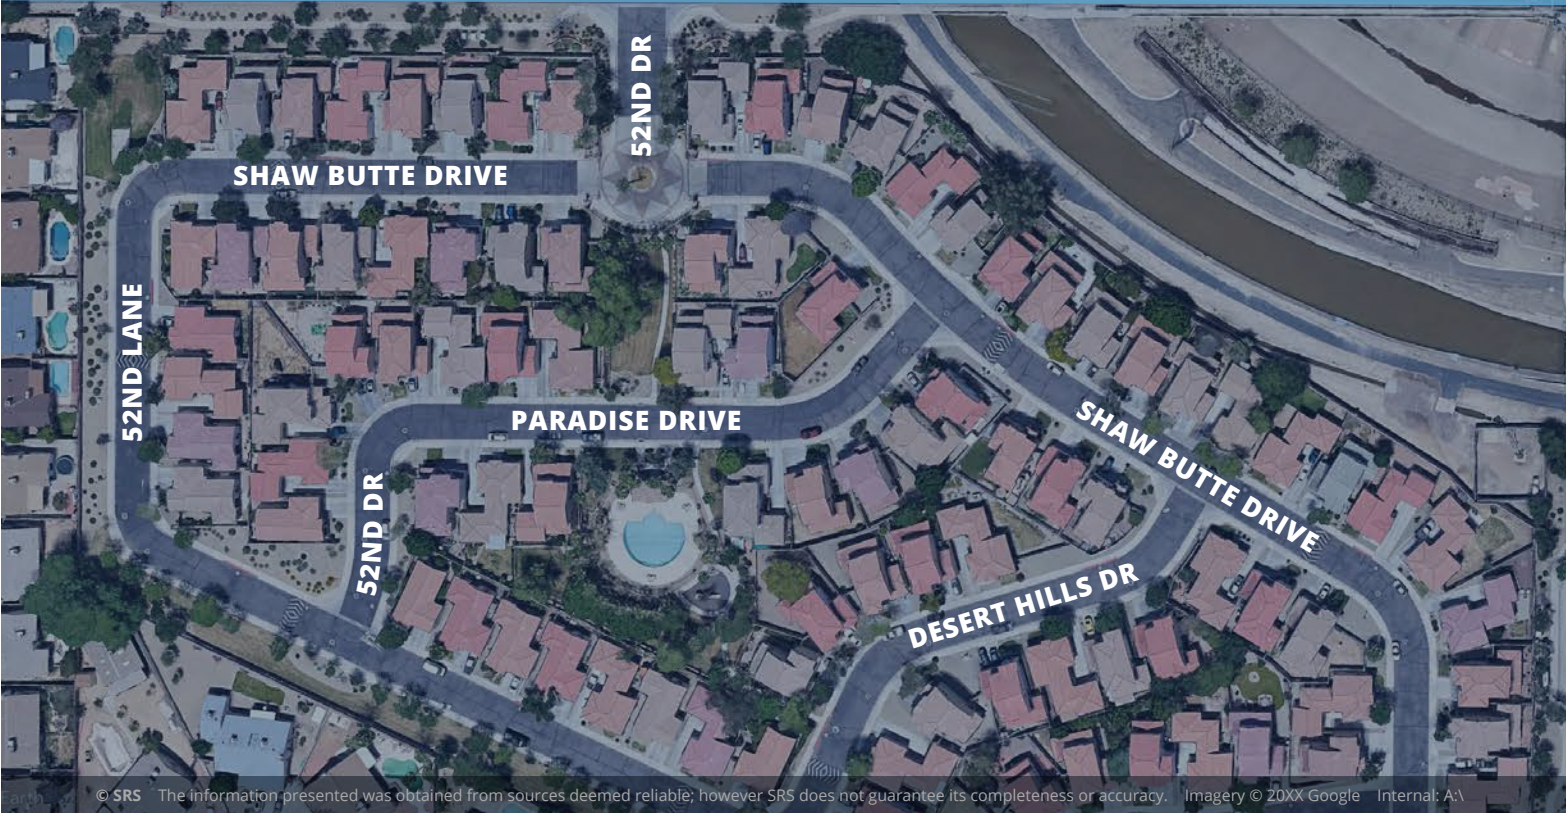 52ND DR
SHAW BUTTE DRIVE
52ND LANE
PARADISE DRIVE
SHAW BUTTE DRIVE
52ND DR
DESERT HILLS DR
© SRS The information presented was obtained from sources deemed reliable; however SRS does not guarantee its completeness or accuracy. Imagery © 20XX Google Internal: A:\